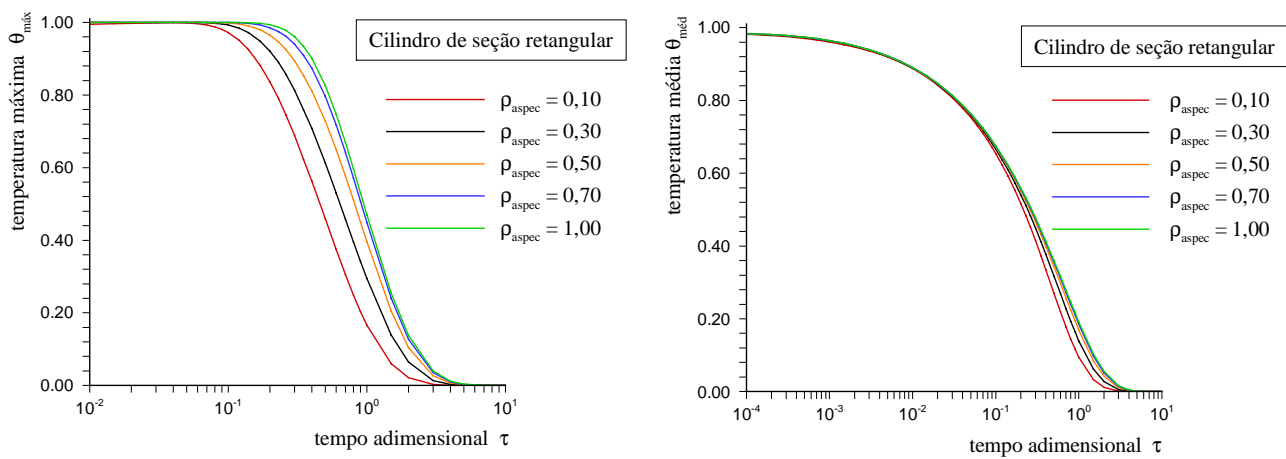 temperatura máxima θmáx
1.00
0.80
0.60
0.40
0.20
0.00
10-2
10-1
100
101
tempo adimensional τ
Cilindro de seção retangular
ρaspec = 0,10
ρaspec = 0,30
ρaspec = 0,50
ρaspec = 0,70
ρaspec = 1,00
temperatura média θméd
1.00
0.80
0.60
0.40
0.20
0.00
10-4
10-3
10-2
10-1
100
101
tempo adimensional τ
Cilindro de seção retangular
ρaspec = 0,10
ρaspec = 0,30
ρaspec = 0,50
ρaspec = 0,70
ρaspec = 1,00